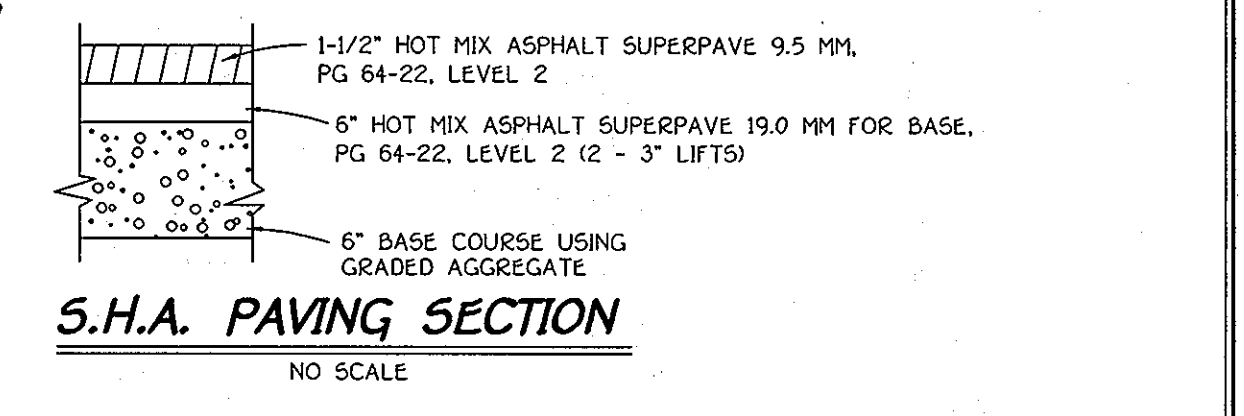 1-1/2" HOT MIX ASPHALT SUPERPAVE 9.5 MM,
PG 64-22, LEVEL 2
6" HOT MIX ASPHALT SUPERPAVE 19.0 MM FOR BASE,
PG 64-22, LEVEL 2 (2 - 3" LIFTS)
6" BASE COURSE USING
GRADED AGGREGATE
S.H.A. PAVING SECTION
NO SCALE